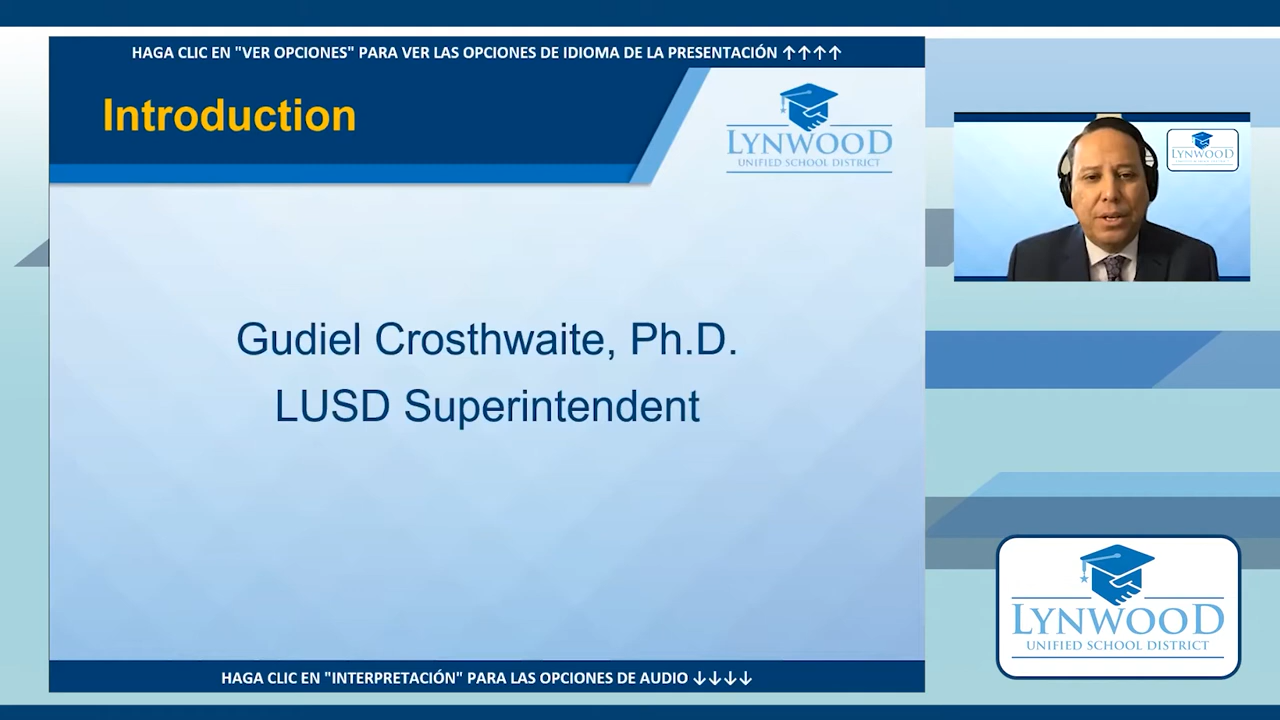 HAGA CLIC EN "VER OPCIONES" PARA VER LAS OPCIONES DE IDIOMA DE LA PRESENTACIÓN ↑↑↑↑
Introduction
LYNWOOD
UNIFIED SCHOOL DISTRICT
LYNWOOD
Gudiel Crosthwaite, Ph.D.
LUSD Superintendent
LYNWOOD
UNIFIED SCHOOL DISTRICT
HAGA CLIC EN "INTERPRETACIÓN" PARA LAS OPCIONES DE AUDIO ↓↓↓↓